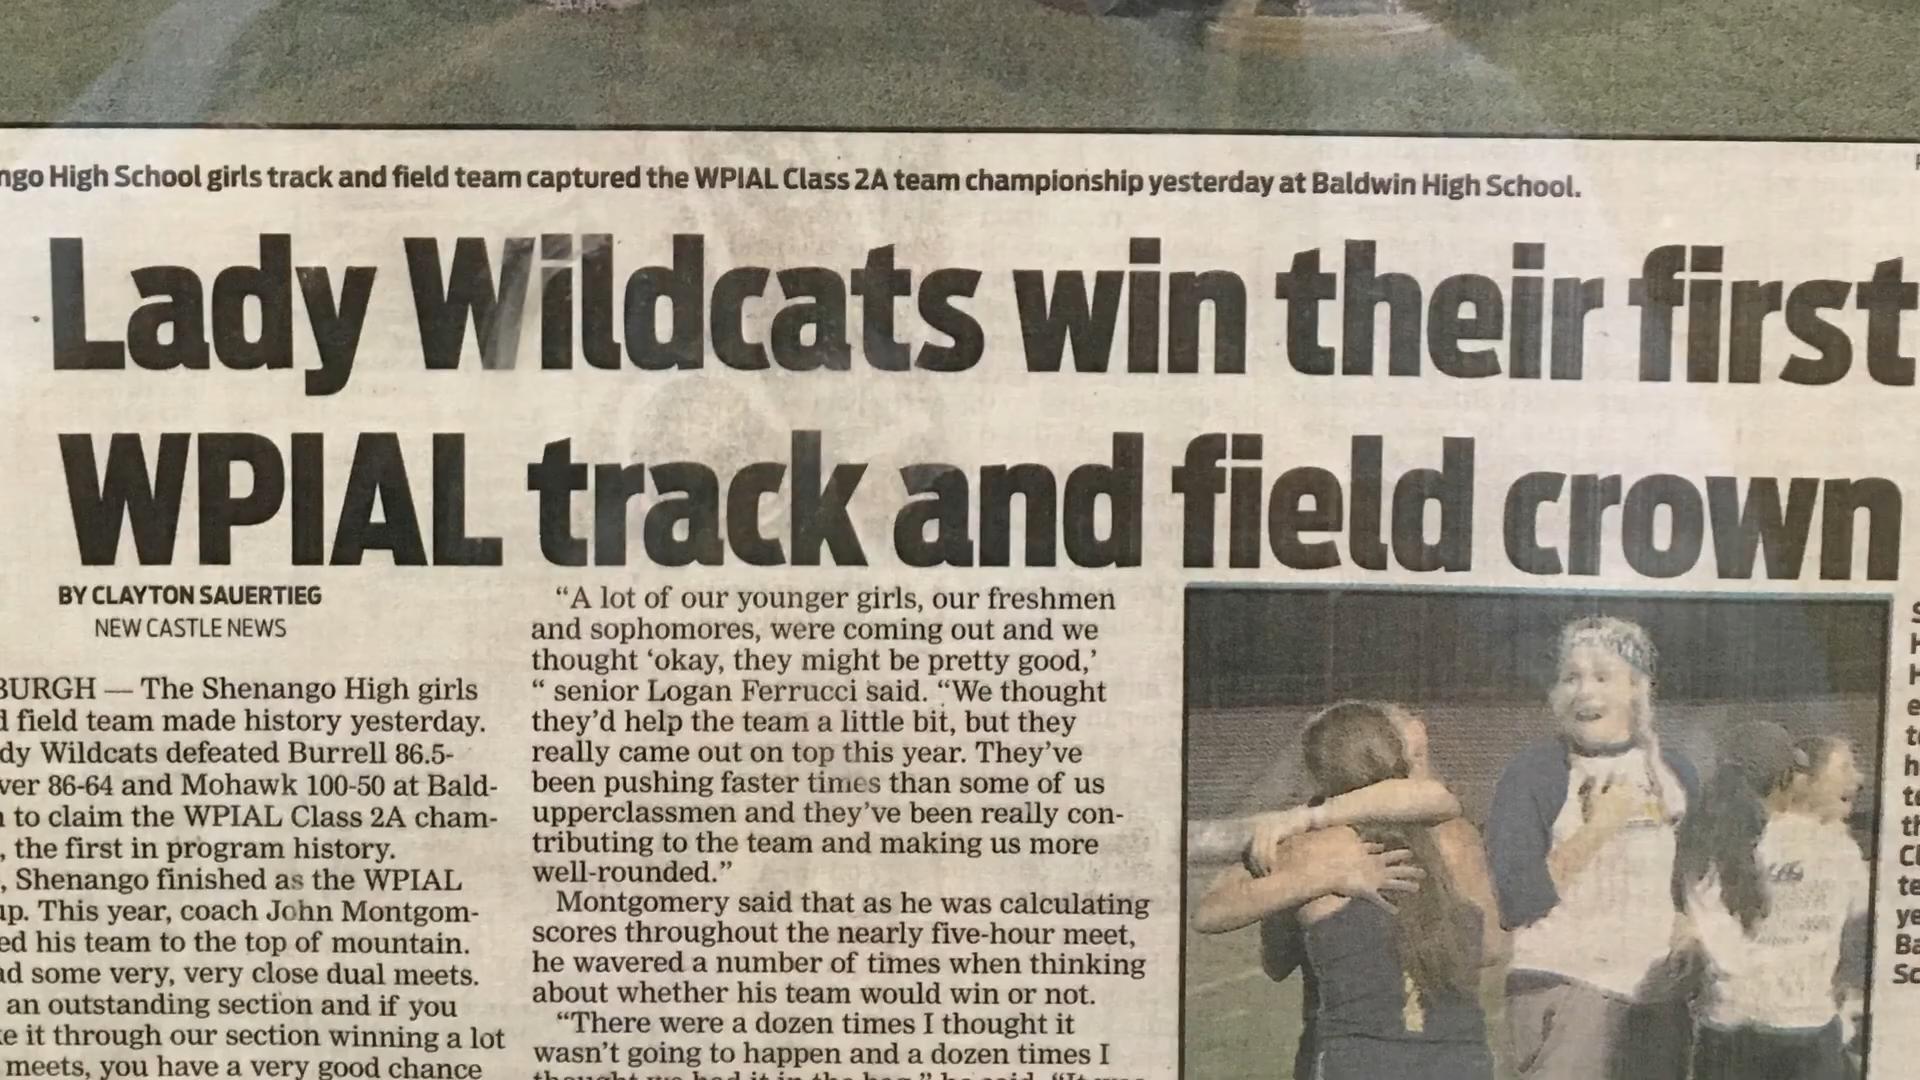 ngo High School girls track and field team captured the WPIAL Class 2A team championship yesterday at Baldwin High School.
Lady Wildcats win their first
WPIAL track and field crown
BY CLAYTON SAUERTIEG
NEW CASTLE NEWS
BURGH — The Shenango High girls
d field team made history yesterday.
dy Wildcats defeated Burrell 86.5-
ver 86-64 and Mohawk 100-50 at Bald-
to claim the WPIAL Class 2A cham-
, the first in program history.
, Shenango finished as the WPIAL
up. This year, coach John Montgom-
ed his team to the top of mountain.
ad some very, very close dual meets.
an outstanding section and if you
ke it through our section winning a lot
meets, you have a very good chance
“A lot of our younger girls, our freshmen
and sophomores, were coming out and we
thought ‘okay, they might be pretty good,’
“ senior Logan Ferrucci said. “We thought
they’d help the team a little bit, but they
really came out on top this year. They’ve
been pushing faster times than some of us
upperclassmen and they’ve been really con-
tributing to the team and making us more
well-rounded.”
Montgomery said that as he was calculating
scores throughout the nearly five-hour meet,
he wavered a number of times when thinking
about whether his team would win or not.
“There were a dozen times I thought it
wasn’t going to happen and a dozen times I